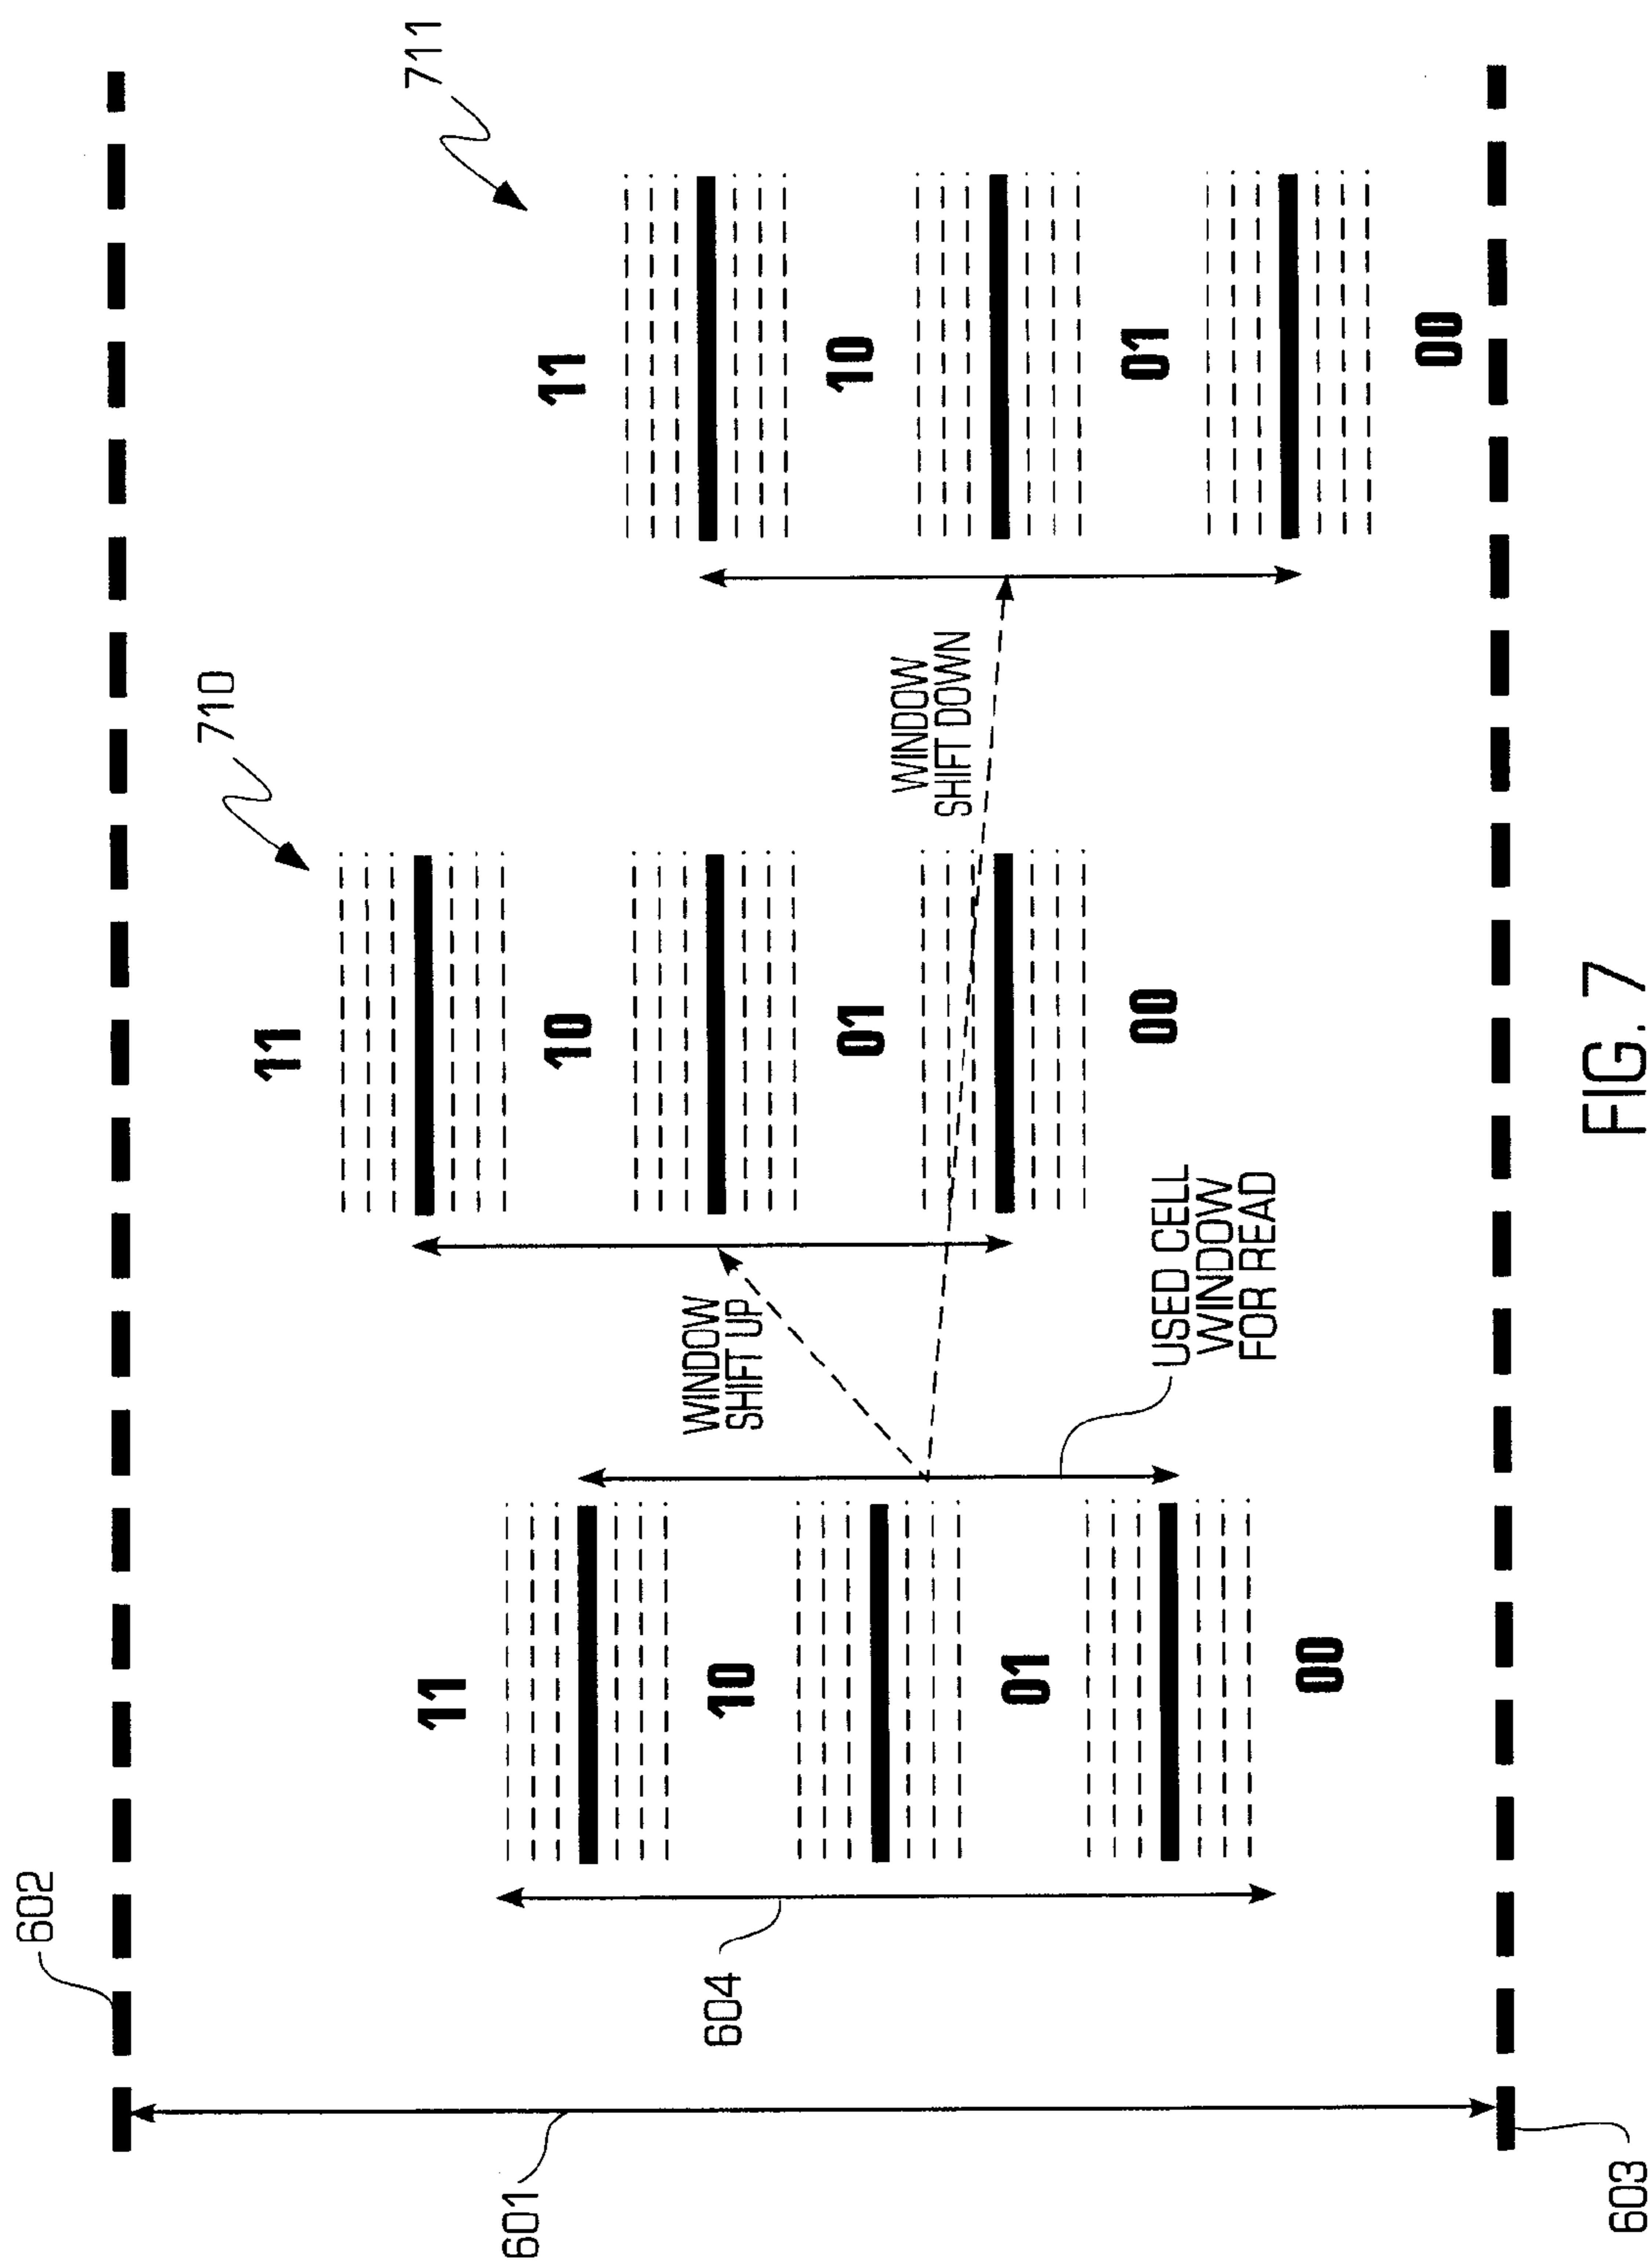 602
601
604
603
11
10
01
00
USED CELL
WINDOW
FOR READ
WINDOW
SHIFT UP
710
11
10
01
00
WINDOW
SHIFT DOWN
711
11
10
01
00
FIG. 7